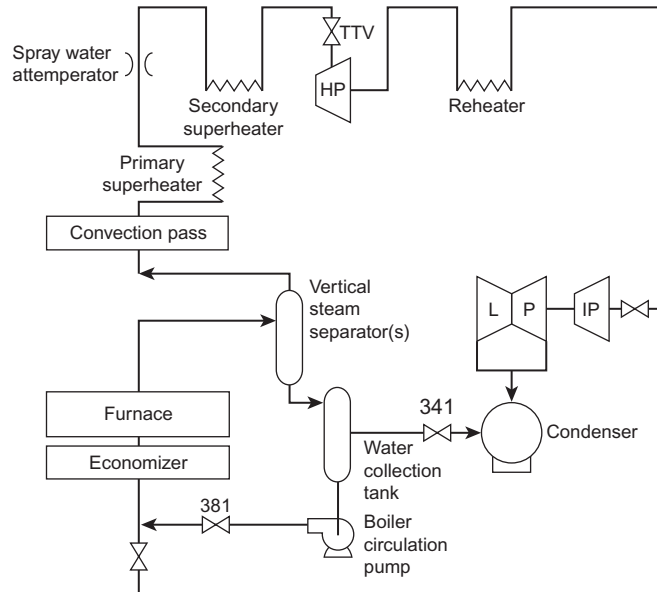 TTV
Spray water
attemperator
HP
Secondary
superheater
Reheater
Primary
superheater
Convection pass
Vertical
steam
separator(s)
L
P
IP
Furnace
341
Condenser
Economizer
Water
collection
tank
381
Boiler
circulation
pump